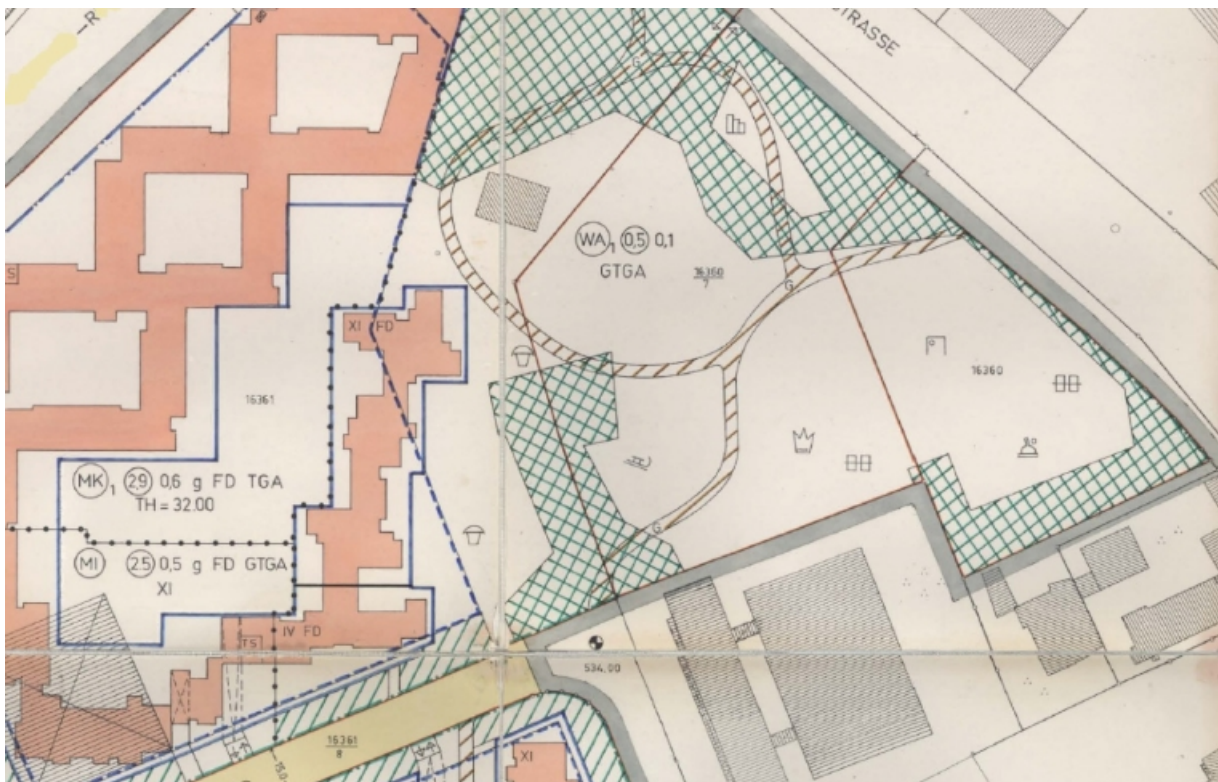 R
STRASSE
WA 1 0,5 0,1
GTGA
16360
7
G
G
G
XI FD
16361
16360
MK 1 2,9 0,6 g FD TGA
TH = 32.00
MI 2.5 0,5 g FD GTGA
XI
IV FD
TS
S
534.00
16361
8
15.0
XI